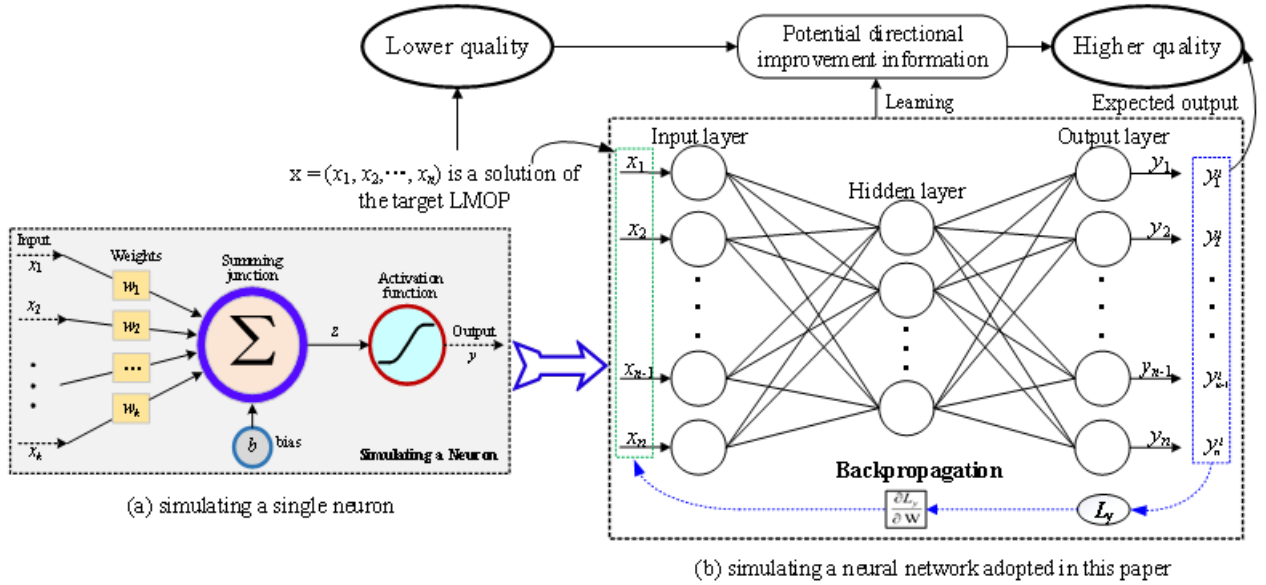 Lower quality
Potential directional
improvement information
Higher quality
Learning
Expected output
x = (x₁, x₂,⋯, xₙ) is a solution of
the target LMOP
Input layer
Hidden layer
Output layer
x₁
x₂
xₙ₋₁
xₙ
y₁
y₂
yₙ₋₁
yₙ
Backpropagation
∂Lᵧ
∂W
Lᵧ
(b) simulating a neural network adopted in this paper
Input
x₁
x₂
xₖ
Weights
w₁
w₂
...
wₖ
Summing
junction
Σ
b
bias
z
Activation
function
Output
y
Simulating a Neuron
(a) simulating a single neuron